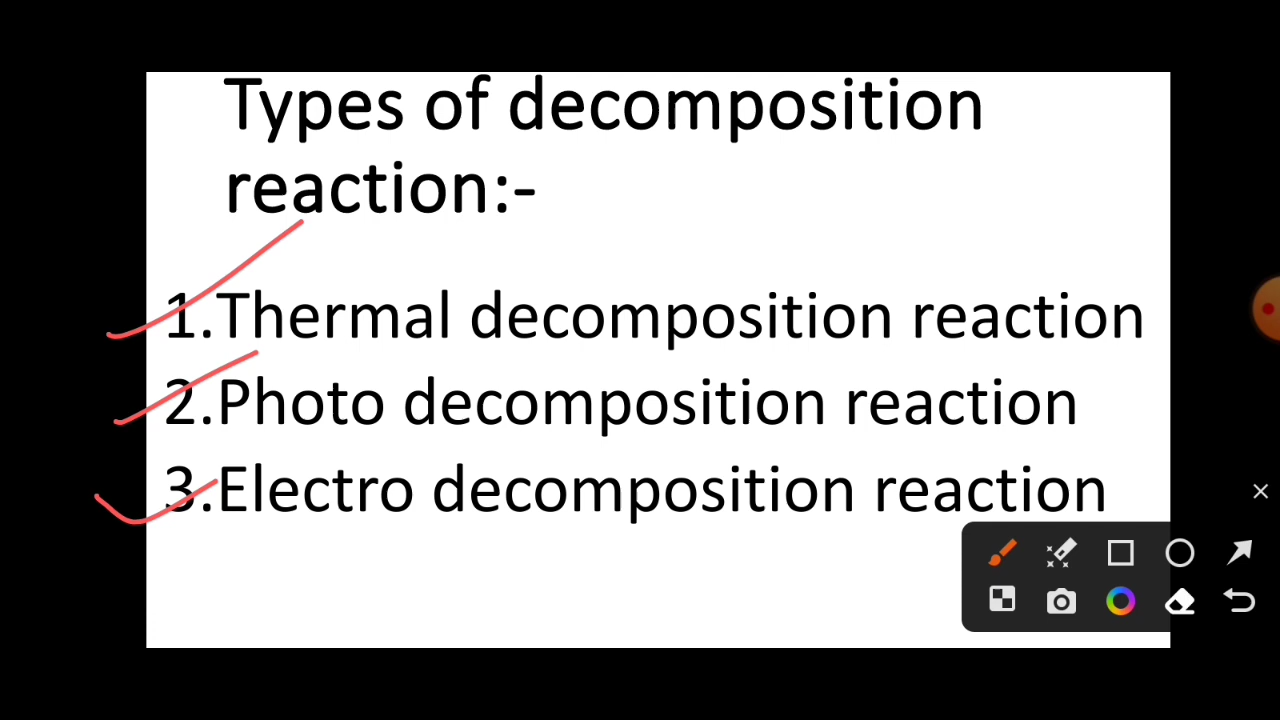 Types of decomposition
reaction:-
1.Thermal decomposition reaction
2.Photo decomposition reaction
3.Electro decomposition reaction